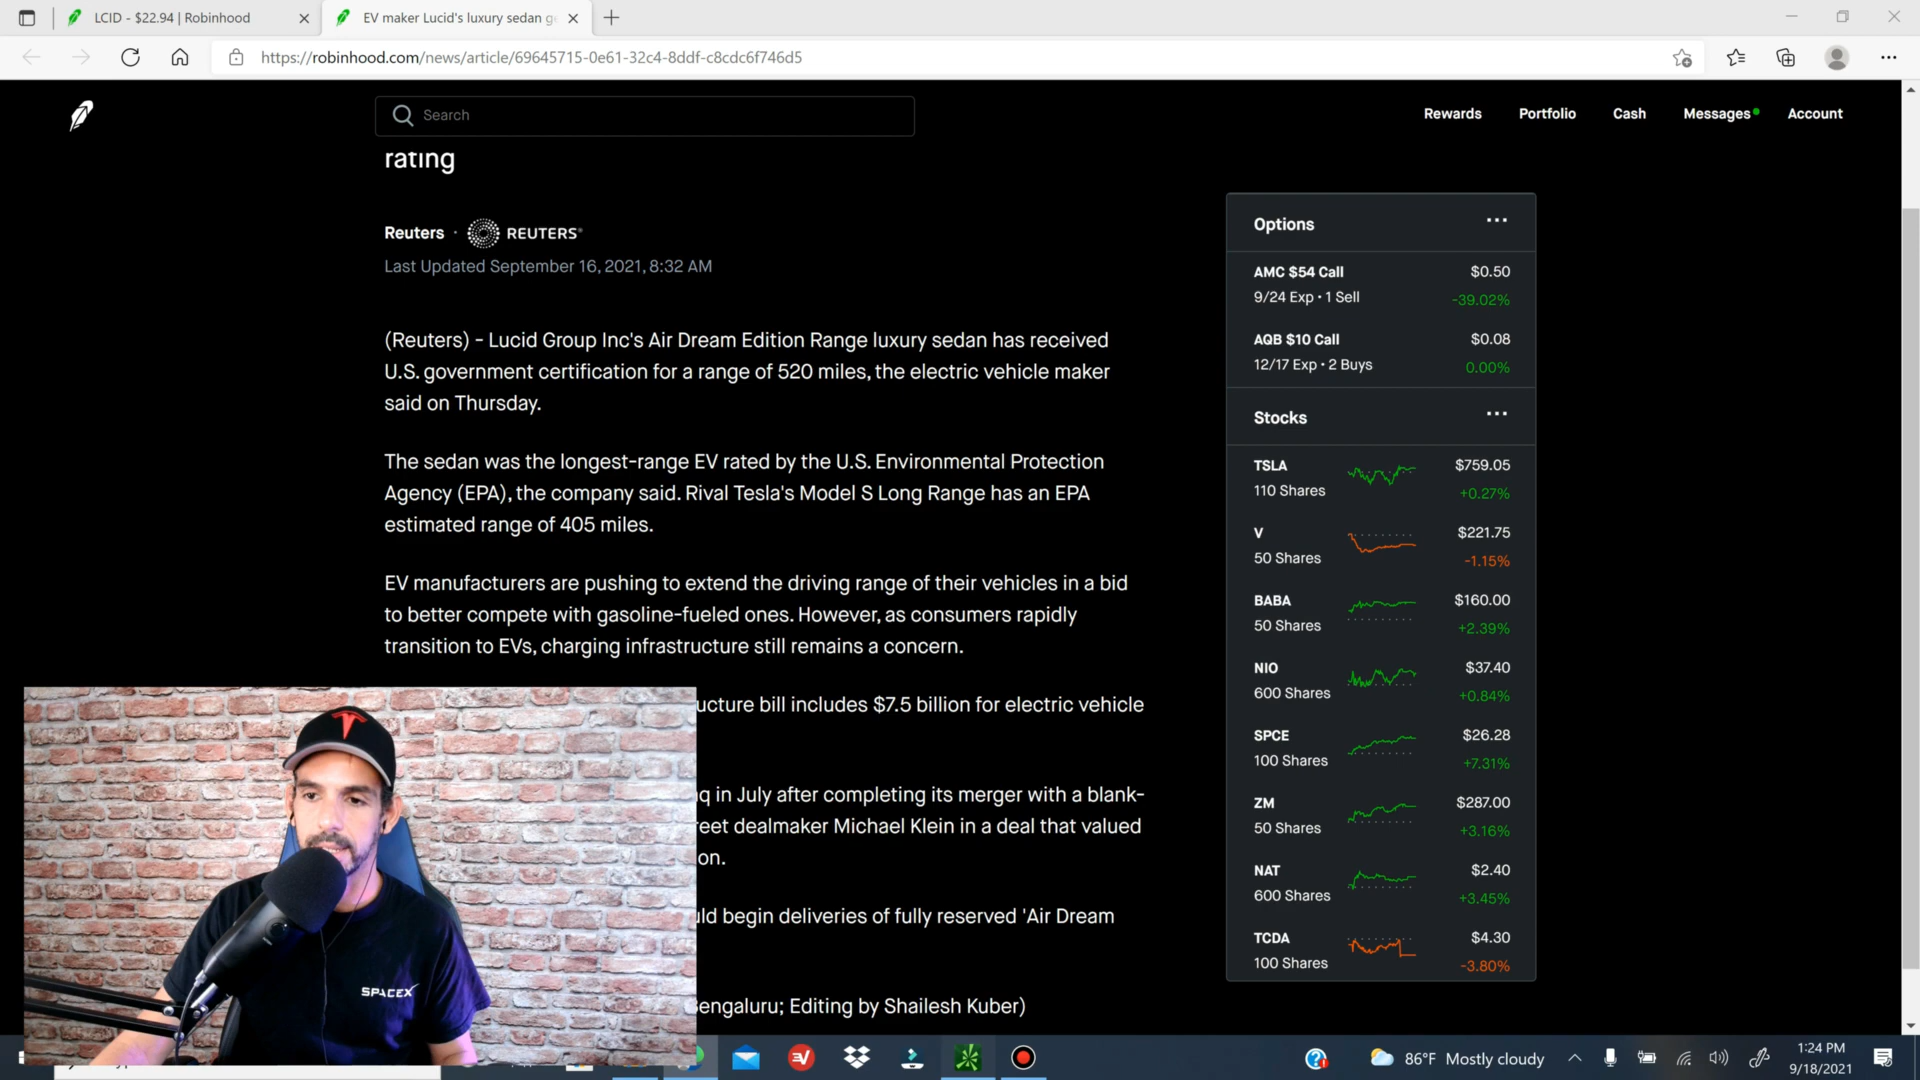 LCID - $22.94 | Robinhood
EV maker Lucid's luxury sedan ge
https://robinhood.com/news/article/69645715-0e61-32c4-8ddf-c8cdc6f746d5
Search
Rewards
Portfolio
Cash
Messages
Account
rating
Reuters · REUTERS
Last Updated September 16, 2021, 8:32 AM
(Reuters) - Lucid Group Inc's Air Dream Edition Range luxury sedan has received
U.S. government certification for a range of 520 miles, the electric vehicle maker
said on Thursday.
The sedan was the longest-range EV rated by the U.S. Environmental Protection
Agency (EPA), the company said. Rival Tesla's Model S Long Range has an EPA
estimated range of 405 miles.
EV manufacturers are pushing to extend the driving range of their vehicles in a bid
to better compete with gasoline-fueled ones. However, as consumers rapidly
transition to EVs, charging infrastructure still remains a concern.
ucture bill includes $7.5 billion for electric vehicle
q in July after completing its merger with a blank-
reet dealmaker Michael Klein in a deal that valued
on.
ld begin deliveries of fully reserved 'Air Dream
Bengaluru; Editing by Shailesh Kuber)
Options
AMC $54 Call $0.50
9/24 Exp • 1 Sell -39.02%
AQB $10 Call $0.08
12/17 Exp • 2 Buys 0.00%
Stocks
TSLA $759.05
110 Shares +0.27%
V $221.75
50 Shares -1.15%
BABA $160.00
50 Shares +2.39%
NIO $37.40
600 Shares +0.84%
SPCE $26.28
100 Shares +7.31%
ZM $287.00
50 Shares +3.16%
NAT $2.40
600 Shares +3.45%
TCDA $4.30
100 Shares -3.80%
SPACEX
86°F Mostly cloudy
1:24 PM
9/18/2021